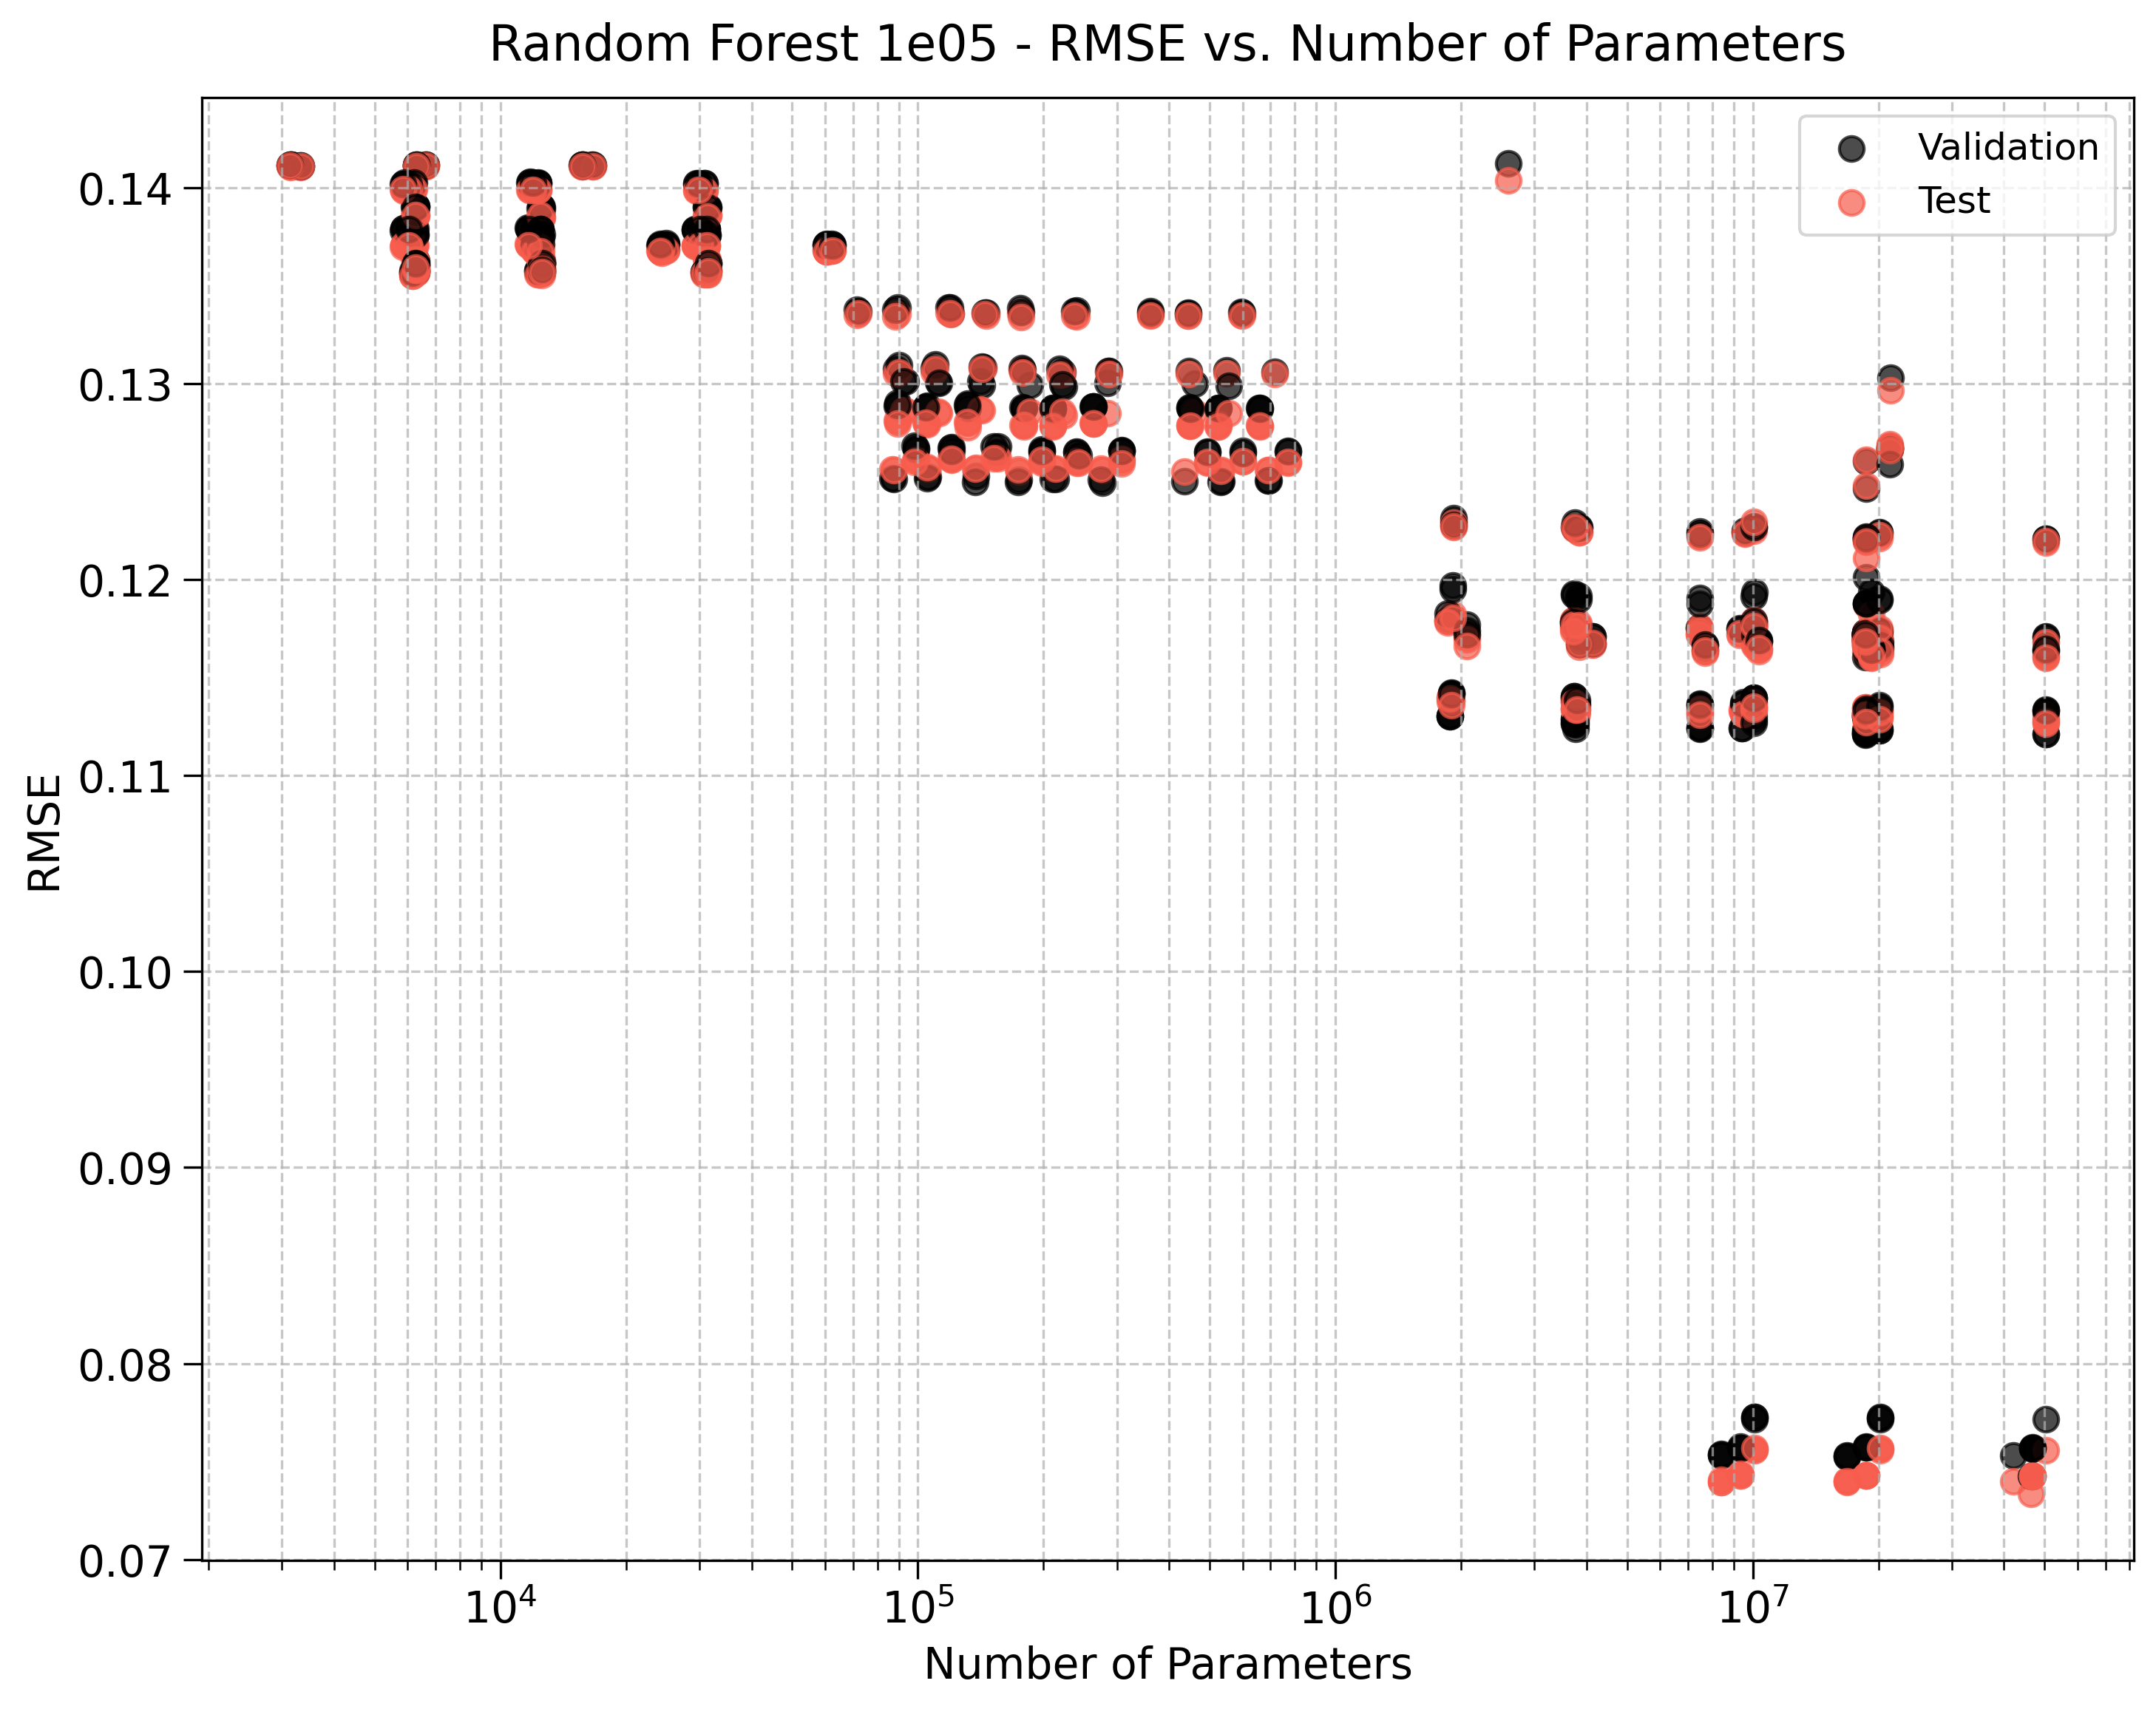 Random Forest 1e05 - RMSE vs. Number of Parameters
Validation
Test
RMSE
0.14
0.13
0.12
0.11
0.10
0.09
0.08
0.07
10⁴
10⁵
10⁶
10⁷
Number of Parameters